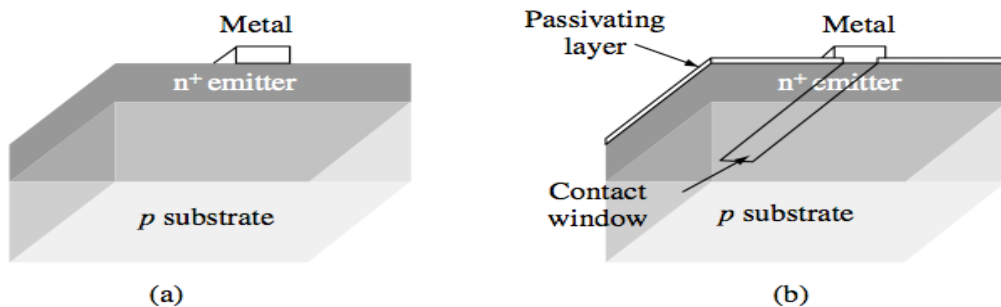 Metal
n+ emitter
p substrate
(a)
Passivating
layer
Metal
n+ emitter
Contact
window
p substrate
(b)